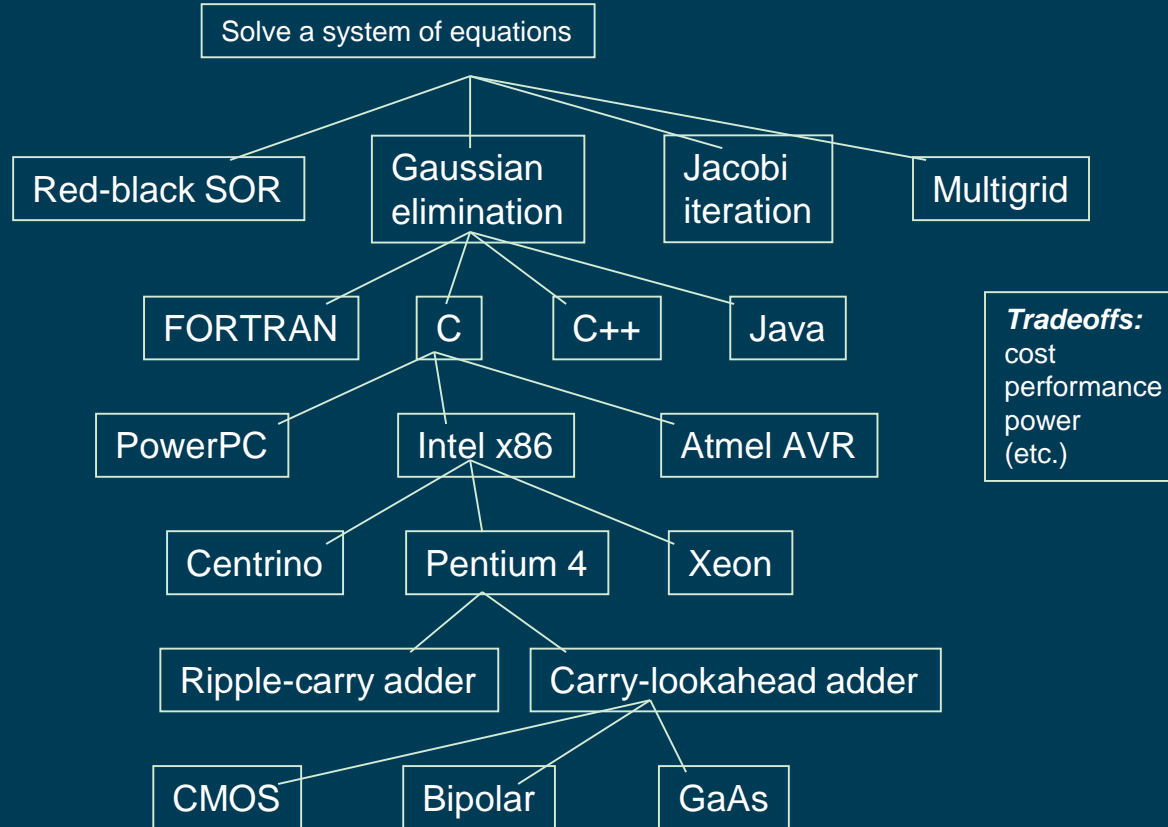 Solve a system of equations
Red-black SOR
Gaussian
elimination
Jacobi
iteration
Multigrid
FORTRAN
C
C++
Java
Tradeoffs:
cost
performance
power
(etc.)
PowerPC
Intel x86
Atmel AVR
Centrino
Pentium 4
Xeon
Ripple-carry adder
Carry-lookahead adder
CMOS
Bipolar
GaAs